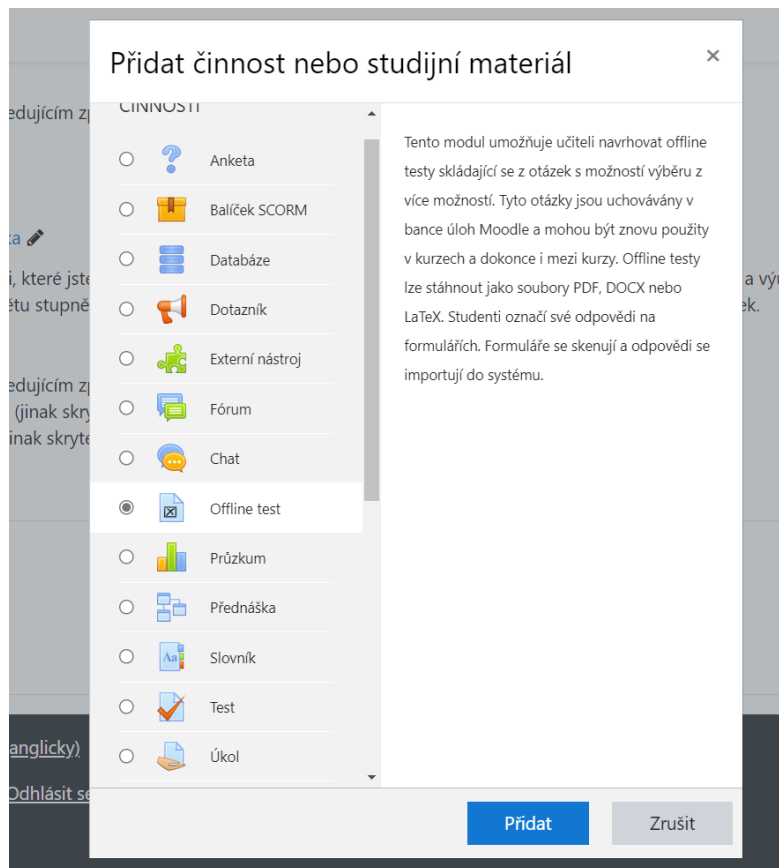 Přidat činnost nebo studijní materiál
×
ČINNOSTI
Anketa
Balíček SCORM
Databáze
Dotazník
Externí nástroj
Fórum
Chat
Offline test
Průzkum
Přednáška
Slovník
Test
Úkol
Tento modul umožňuje učiteli navrhovat offline
testy skládající se z otázek s možností výběru z
více možností. Tyto otázky jsou uchovávány v
bance úloh Moodle a mohou být znovu použity
v kurzech a dokonce i mezi kurzy. Offline testy
lze stáhnout jako soubory PDF, DOCX nebo
LaTeX. Studenti označí své odpovědi na
formulářích. Formuláře se skenují a odpovědi se
importují do systému.
Přidat
Zrušit
edujícím z
ka
i, které jste
a vý
ětu stupně
ek.
edujícím z
(jinak skry
inak skryte
anglicky)
Odhlásit se